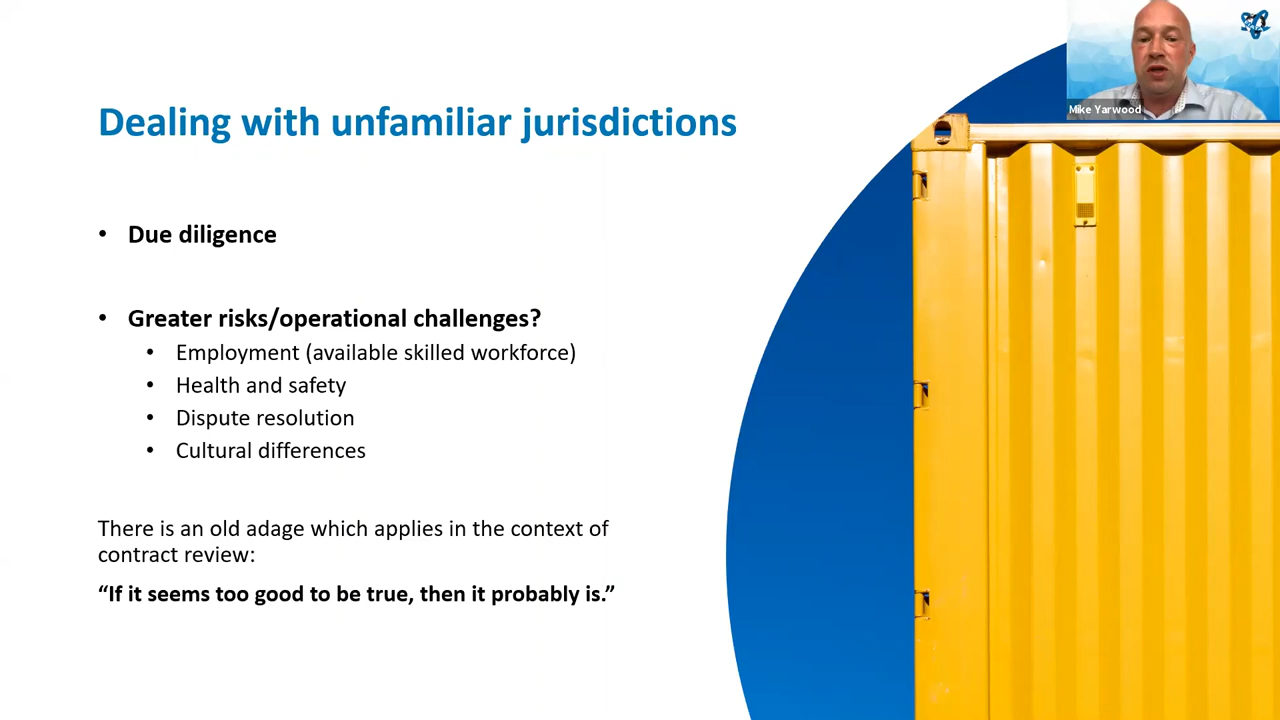 Mike Yarwood
Dealing with unfamiliar jurisdictions
• Due diligence
• Greater risks/operational challenges?
• Employment (available skilled workforce)
• Health and safety
• Dispute resolution
• Cultural differences
There is an old adage which applies in the context of
contract review:
“If it seems too good to be true, then it probably is.”